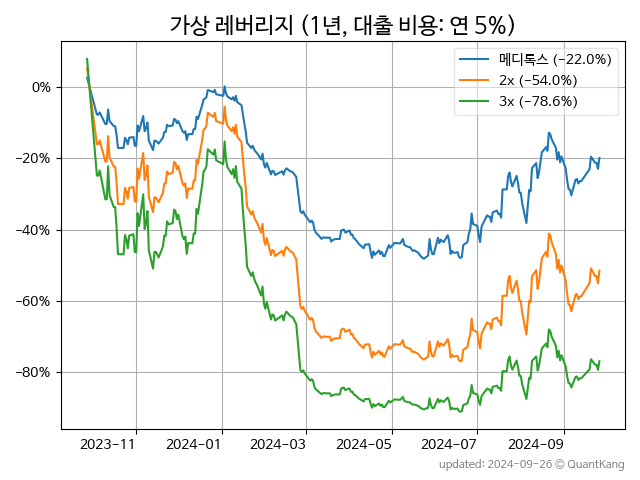 가상 레버리지 (1년, 대출 비용: 연 5%)
메디톡스 (−22.0%)
2x (−54.0%)
3x (−78.6%)
0%
−20%
−40%
−60%
−80%
2023−11 2024−01 2024−03 2024−05 2024−07 2024−09
updated: 2024-09-26 © QuantKang